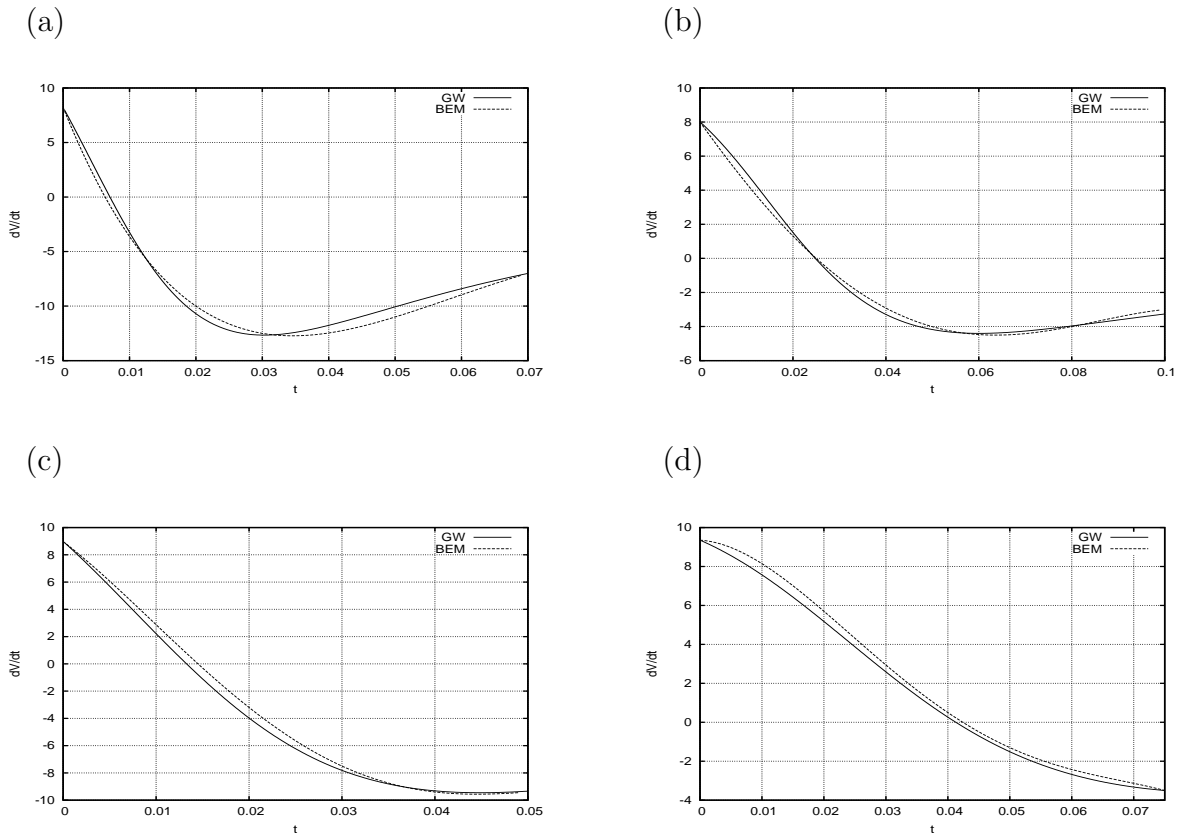 (a)
10
5
0
-5
-10
-15
0 0.01 0.02 0.03 0.04 0.05 0.06 0.07
dV/dt
t
GW
BEM
(b)
10
8
6
4
2
0
-2
-4
-6
0 0.02 0.04 0.06 0.08 0.1
dV/dt
t
GW
BEM
(c)
10
8
6
4
2
0
-2
-4
-6
-8
-10
0 0.01 0.02 0.03 0.04 0.05
dV/dt
t
GW
BEM
(d)
10
8
6
4
2
0
-2
-4
0 0.01 0.02 0.03 0.04 0.05 0.06 0.07
dV/dt
t
GW
BEM